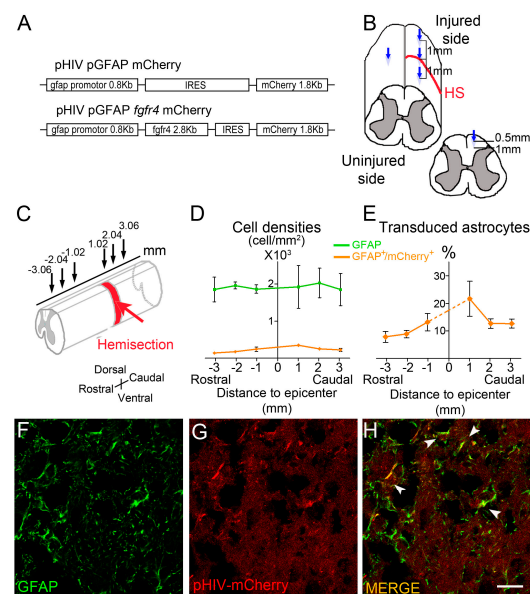 A
pHIV pGFAP mCherry
gfap promotor 0.8Kb
IRES
mCherry 1.8Kb
pHIV pGFAP fgfr4 mCherry
gfap promotor 0.8Kb
fgfr4 2.8Kb
IRES
mCherry 1.8Kb
B
Injured
side
1mm
1mm
HS
Uninjured
side
0.5mm
1mm
C
-3.06
-2.04
-1.02
1.02
2.04
3.06
mm
Hemisection
Dorsal
Rostral
Caudal
Ventral
D
Cell densities
(cell/mm²)
X10³
2
1
0
-3 -2 -1 1 2 3
Rostral
Caudal
Distance to epicenter
(mm)
GFAP
GFAP⁺/mCherry⁺
E
Transduced astrocytes
%
30
20
10
-3 -2 -1 1 2 3
Rostral
Caudal
Distance to epicenter
(mm)
F
GFAP
G
pHIV-mCherry
H
MERGE